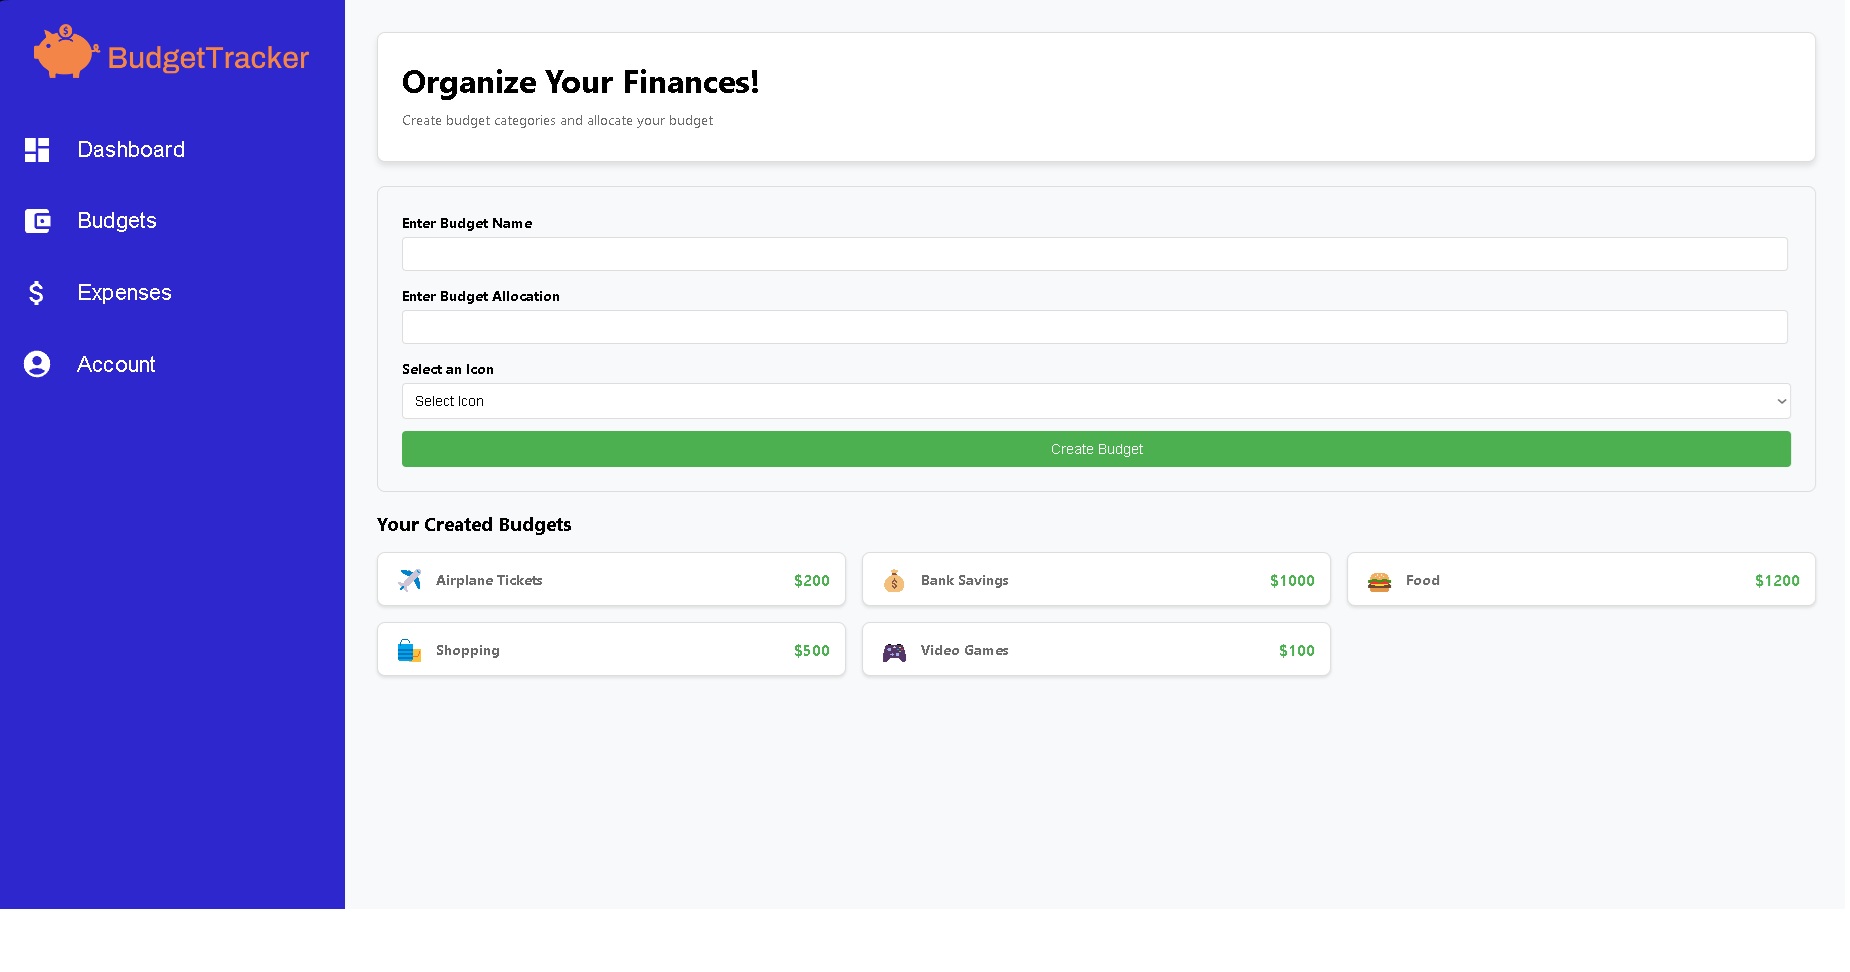 BudgetTracker
Dashboard
Budgets
Expenses
Account
Organize Your Finances!
Create budget categories and allocate your budget
Enter Budget Name
Enter Budget Allocation
Select an Icon
Select Icon
Create Budget
Your Created Budgets
Airplane Tickets $200
Bank Savings $1000
Food $1200
Shopping $500
Video Games $100